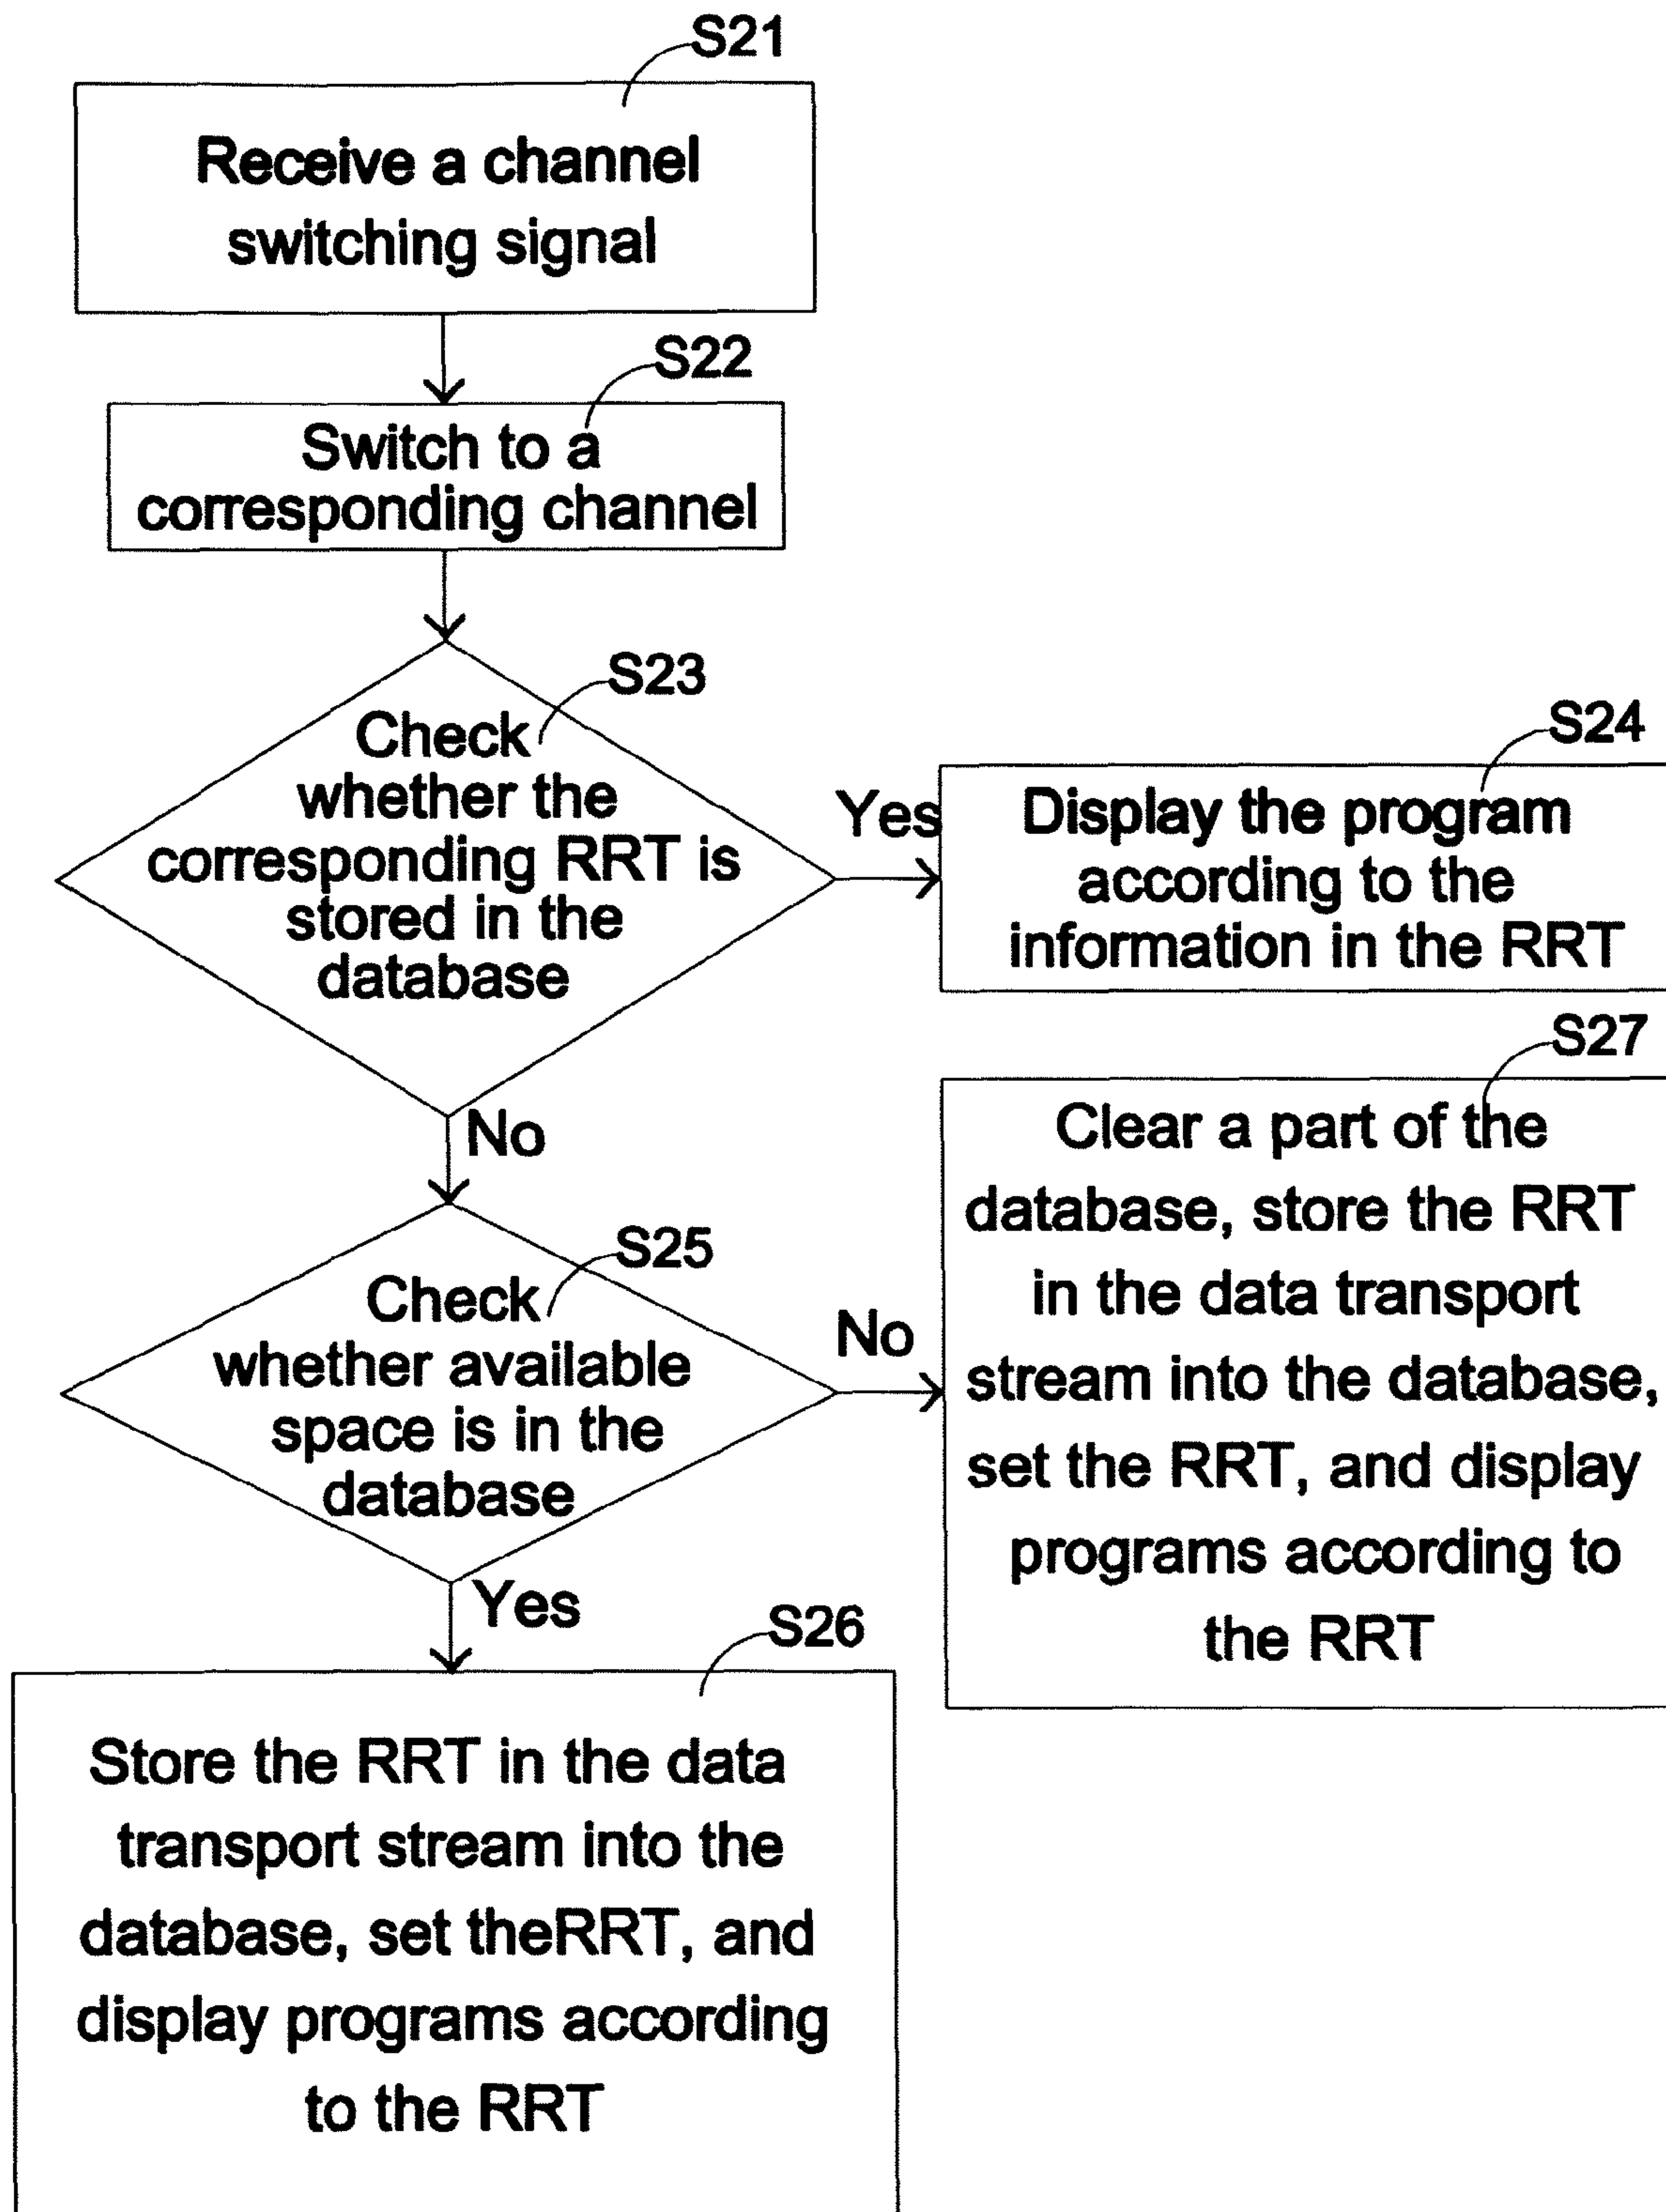 S21
Receive a channel
switching signal
S22
Switch to a
corresponding channel
S23
Check
whether the
corresponding RRT is
stored in the
database
Yes
S24
Display the program
according to the
information in the RRT
No
S25
Check
whether available
space is in the
database
No
S27
Clear a part of the
database, store the RRT
in the data transport
stream into the database,
set the RRT, and display
programs according to
the RRT
Yes
S26
Store the RRT in the data
transport stream into the
database, set theRRT, and
display programs according
to the RRT